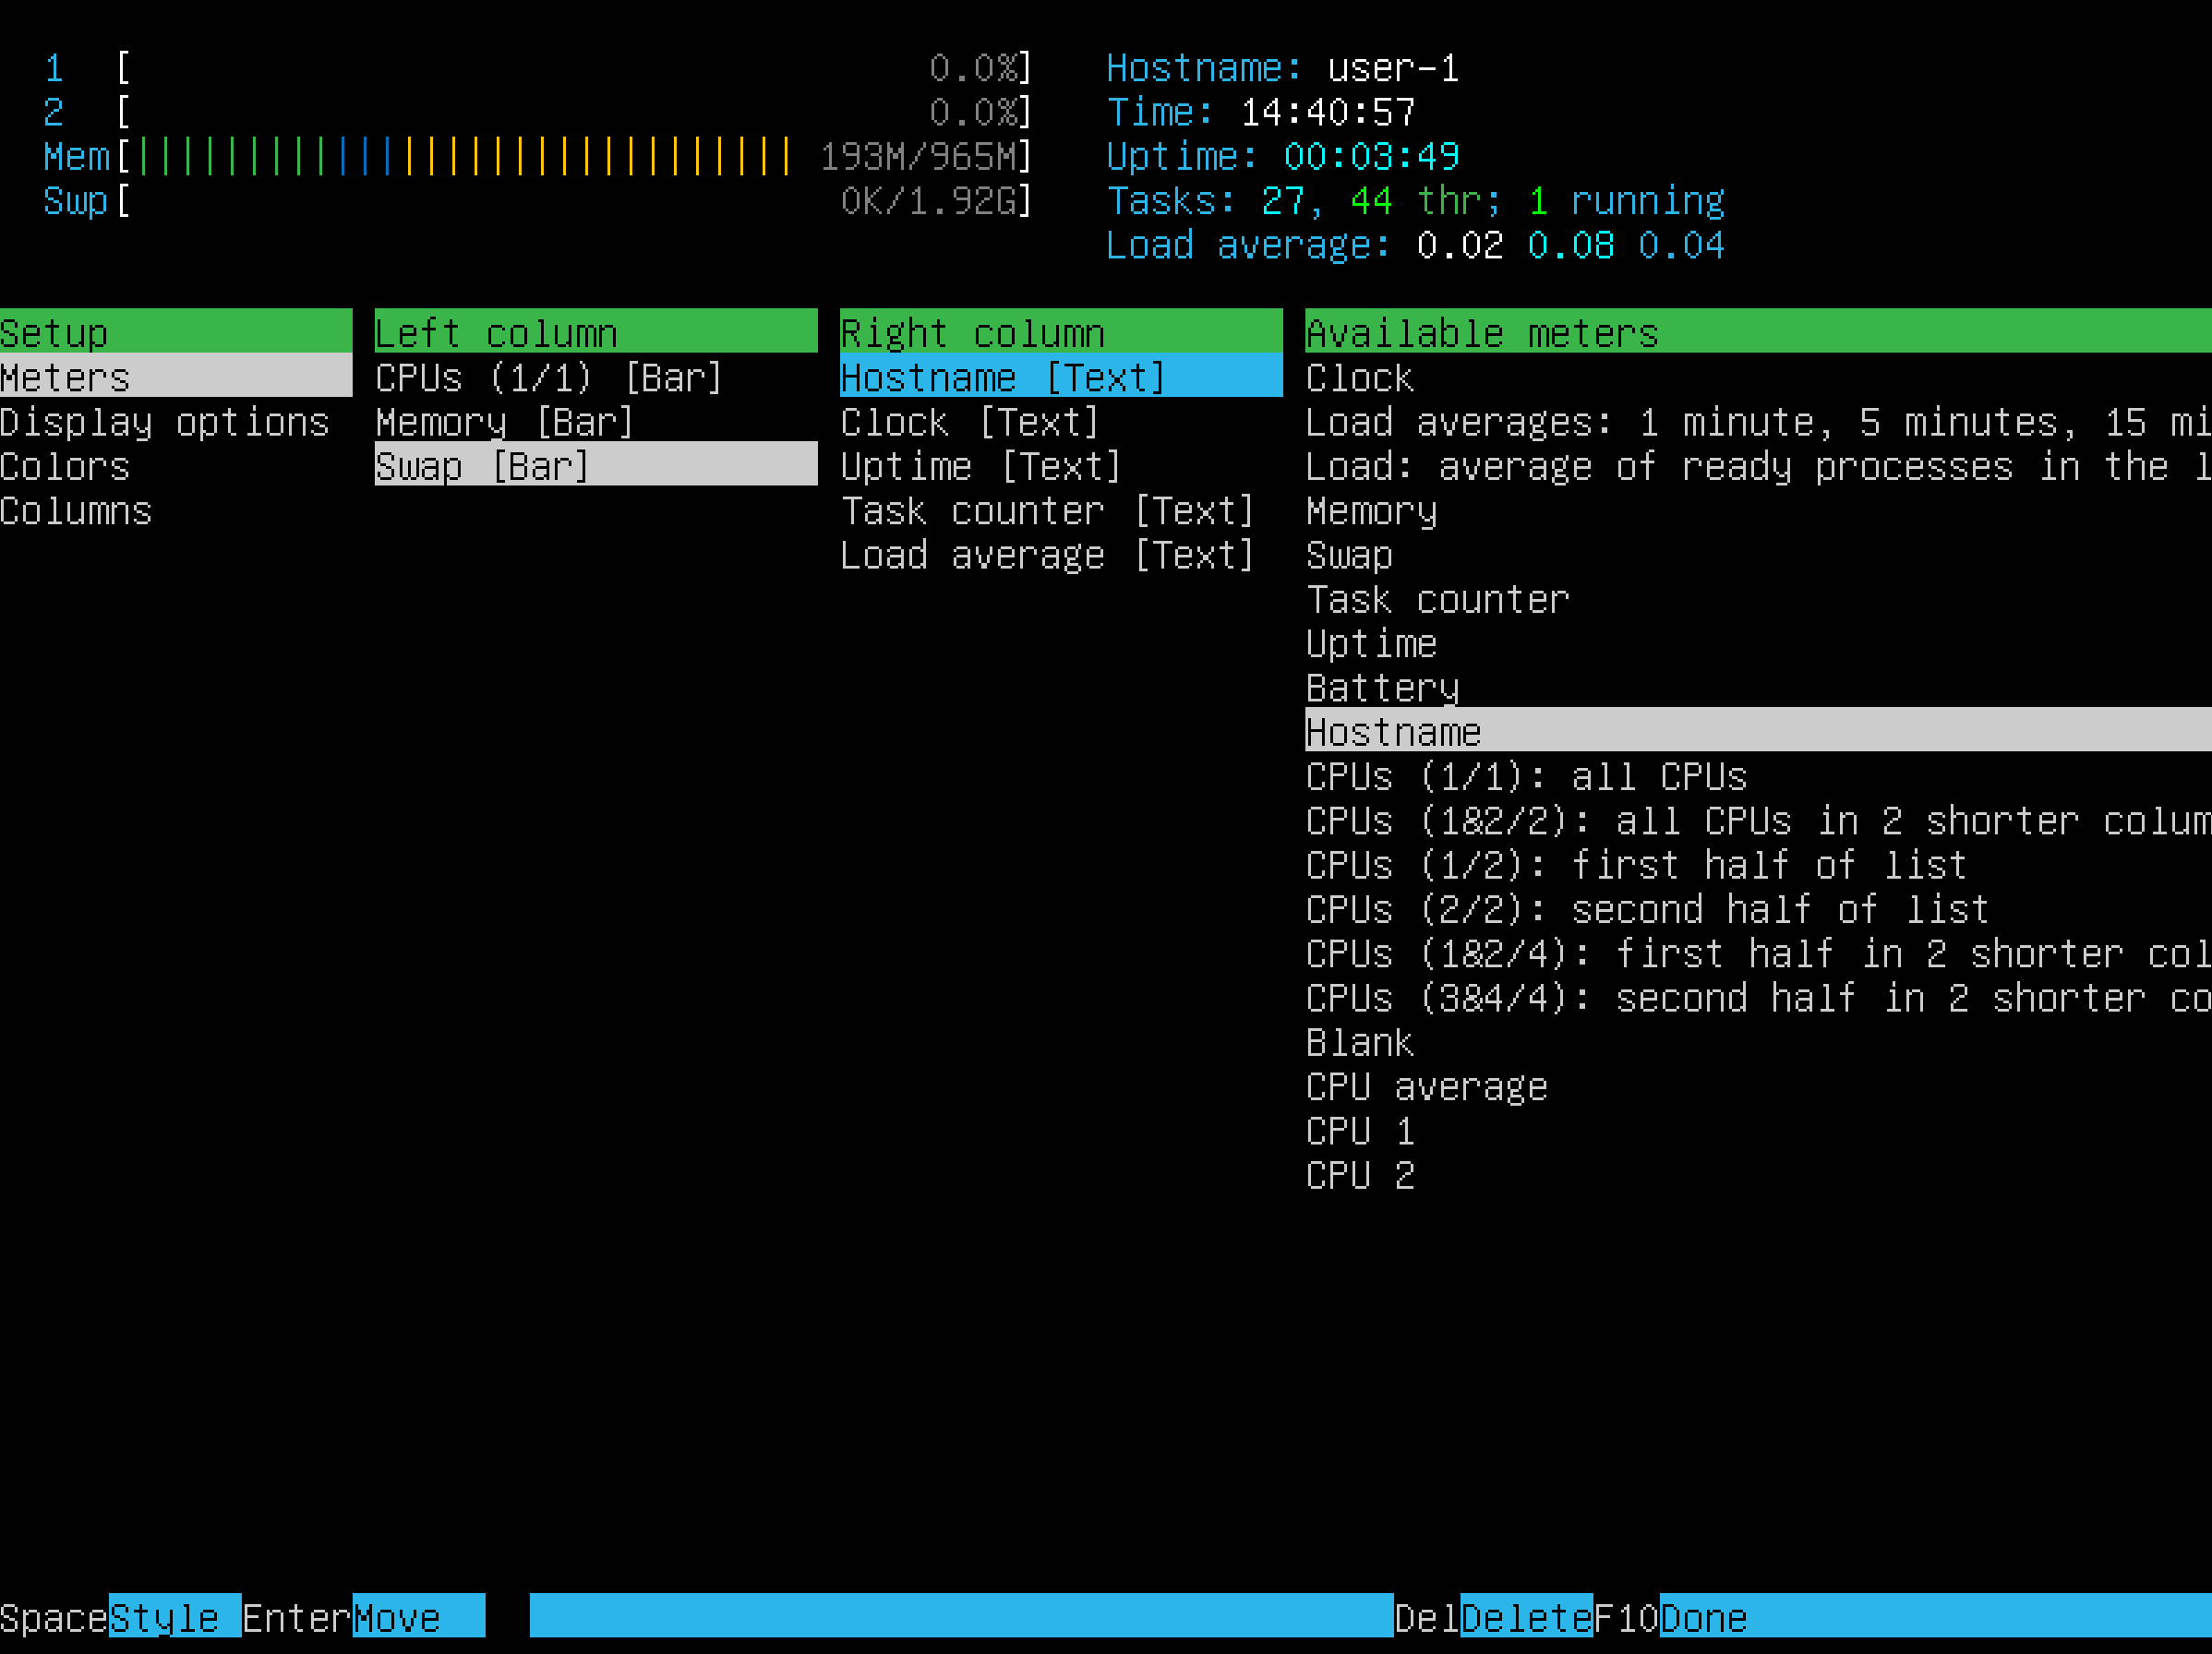 1 [ 0.0%] Hostname: user-1
2 [ 0.0%] Time: 14:40:57
Mem[|||||||||||||||||||||||||||||| 193M/965M] Uptime: 00:03:49
Swp[ 0K/1.92G] Tasks: 27, 44 thr; 1 running
Load average: 0.02 0.08 0.04
Setup Left column Right column Available meters
Meters CPUs (1/1) [Bar] Hostname [Text] Clock
Display options Memory [Bar] Clock [Text] Load averages: 1 minute, 5 minutes, 15 mi
Colors Swap [Bar] Uptime [Text] Load: average of ready processes in the l
Columns Task counter [Text] Memory
Load average [Text] Swap
Task counter
Uptime
Battery
Hostname
CPUs (1/1): all CPUs
CPUs (1&2/2): all CPUs in 2 shorter colum
CPUs (1/2): first half of list
CPUs (2/2): second half of list
CPUs (1&2/4): first half in 2 shorter col
CPUs (3&4/4): second half in 2 shorter co
Blank
CPU average
CPU 1
CPU 2
SpaceStyle EnterMove DelDeleteF10Done